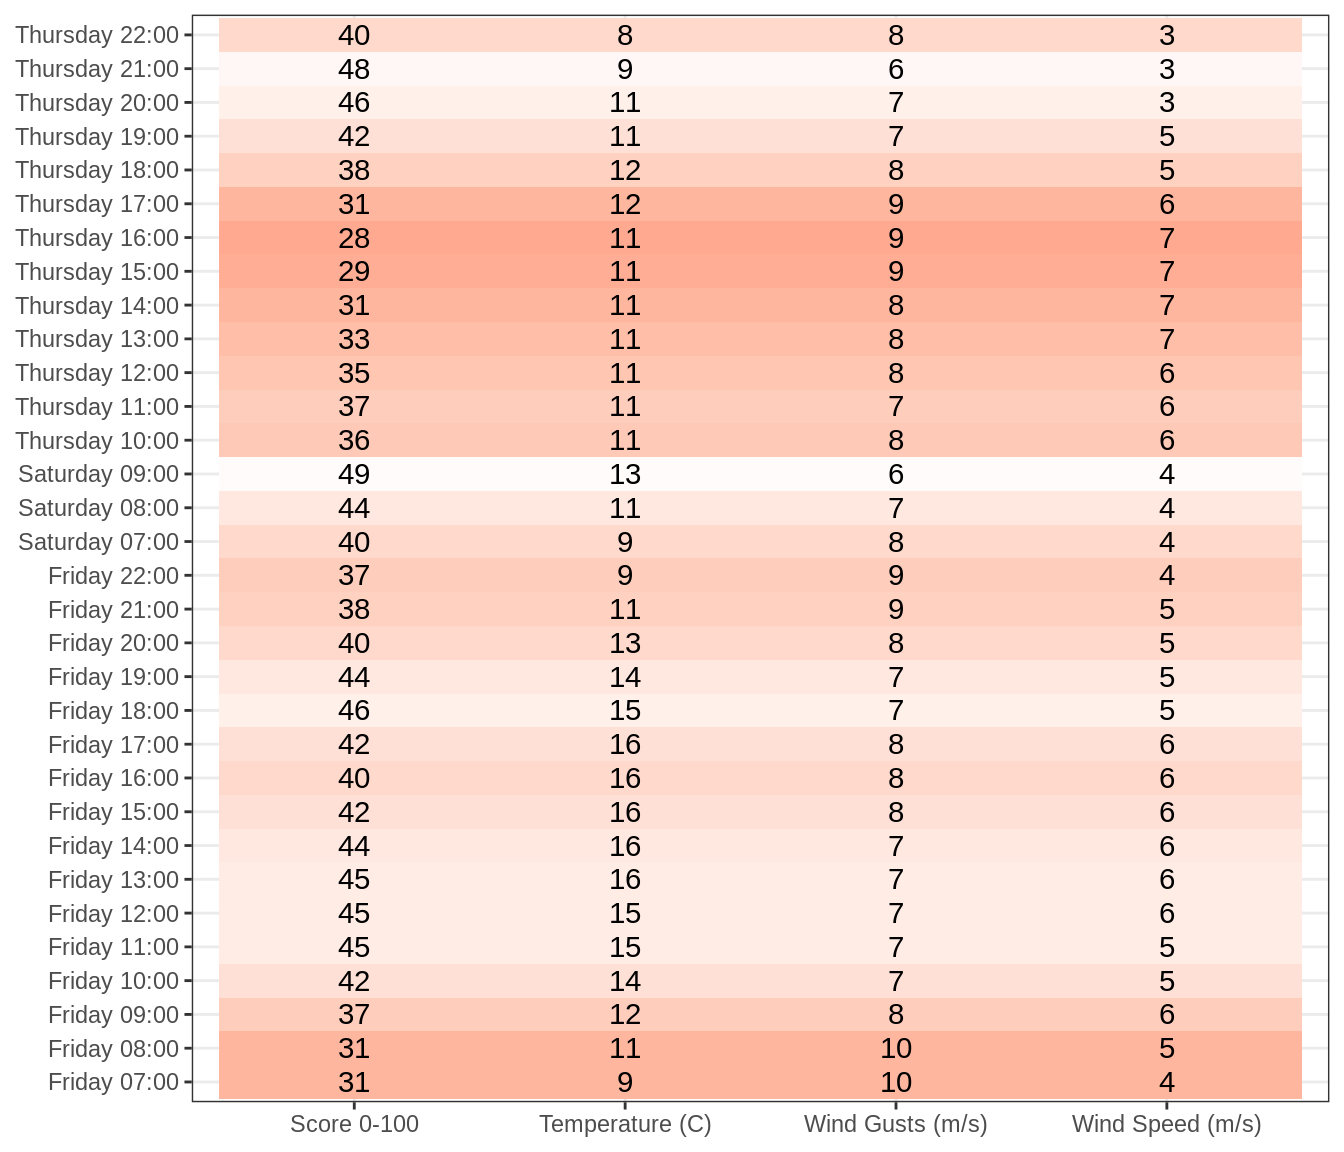 Thursday 22:00 40 8 8 3
Thursday 21:00 48 9 6 3
Thursday 20:00 46 11 7 3
Thursday 19:00 42 11 7 5
Thursday 18:00 38 12 8 5
Thursday 17:00 31 12 9 6
Thursday 16:00 28 11 9 7
Thursday 15:00 29 11 9 7
Thursday 14:00 31 11 8 7
Thursday 13:00 33 11 8 7
Thursday 12:00 35 11 8 6
Thursday 11:00 37 11 7 6
Thursday 10:00 36 11 8 6
Saturday 09:00 49 13 6 4
Saturday 08:00 44 11 7 4
Saturday 07:00 40 9 8 4
Friday 22:00 37 9 9 4
Friday 21:00 38 11 9 5
Friday 20:00 40 13 8 5
Friday 19:00 44 14 7 5
Friday 18:00 46 15 7 5
Friday 17:00 42 16 8 6
Friday 16:00 40 16 8 6
Friday 15:00 42 16 8 6
Friday 14:00 44 16 7 6
Friday 13:00 45 16 7 6
Friday 12:00 45 15 7 6
Friday 11:00 45 15 7 5
Friday 10:00 42 14 7 5
Friday 09:00 37 12 8 6
Friday 08:00 31 11 10 5
Friday 07:00 31 9 10 4
Score 0-100 Temperature (C) Wind Gusts (m/s) Wind Speed (m/s)